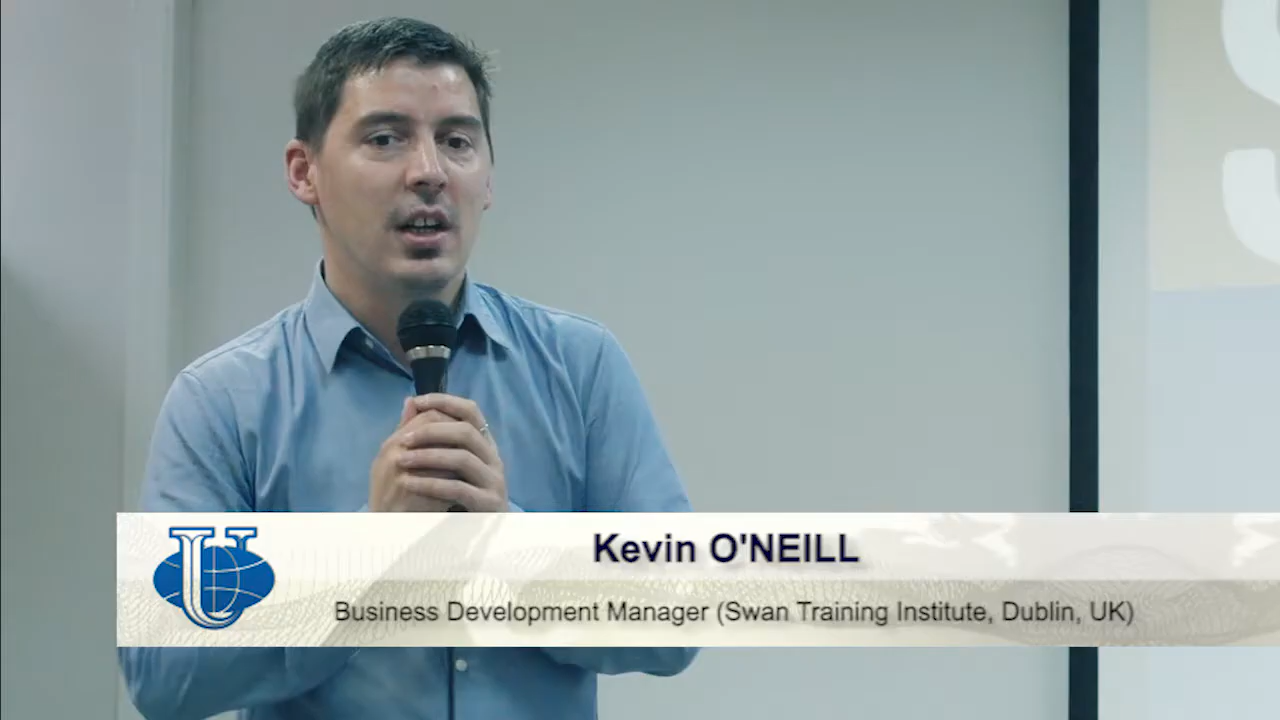 Kevin O'NEILL
Business Development Manager (Swan Training Institute, Dublin, UK)